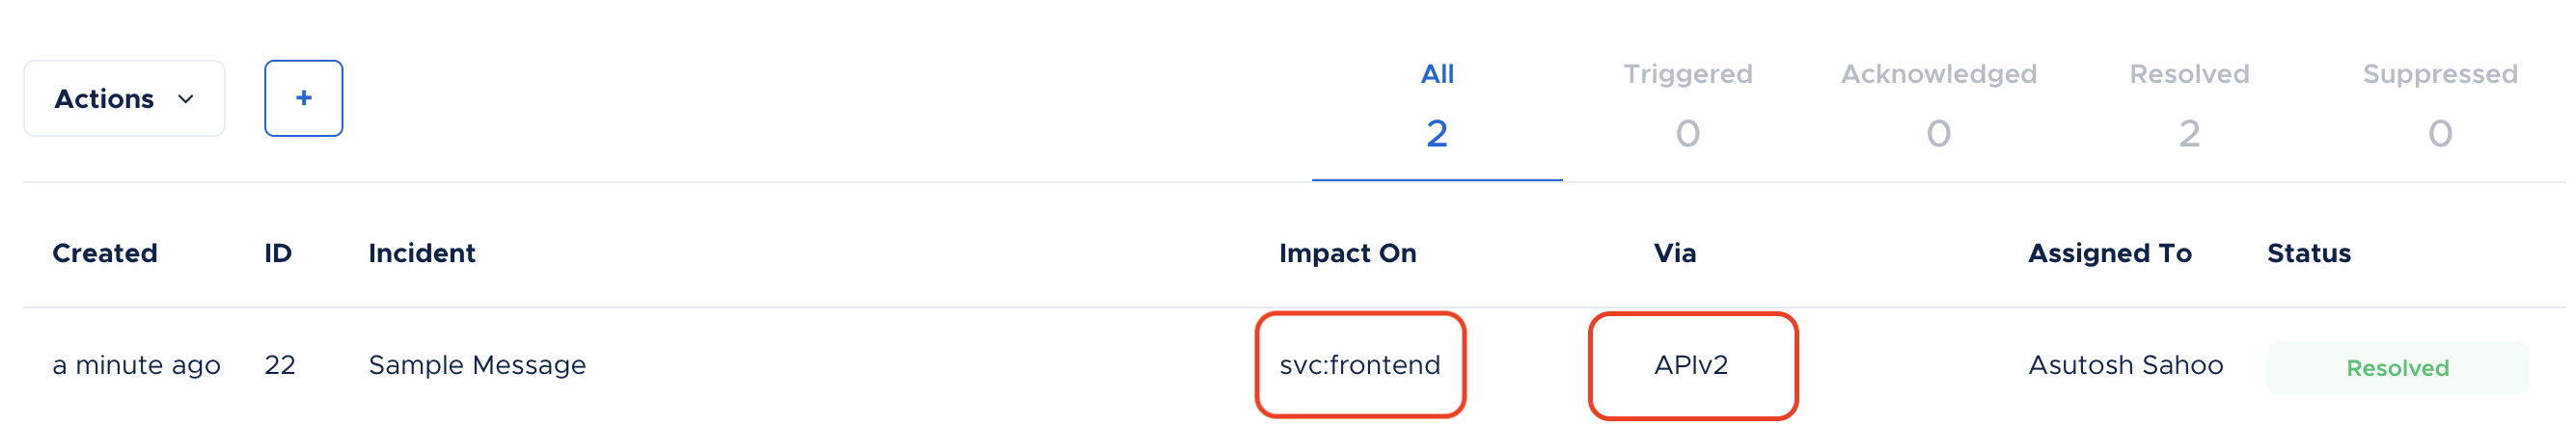 Actions
+
All Triggered Acknowledged Resolved Suppressed
2 0 0 2 0
Created ID Incident Impact On Via Assigned To Status
a minute ago 22 Sample Message svc:frontend APIv2 Asutosh Sahoo Resolved